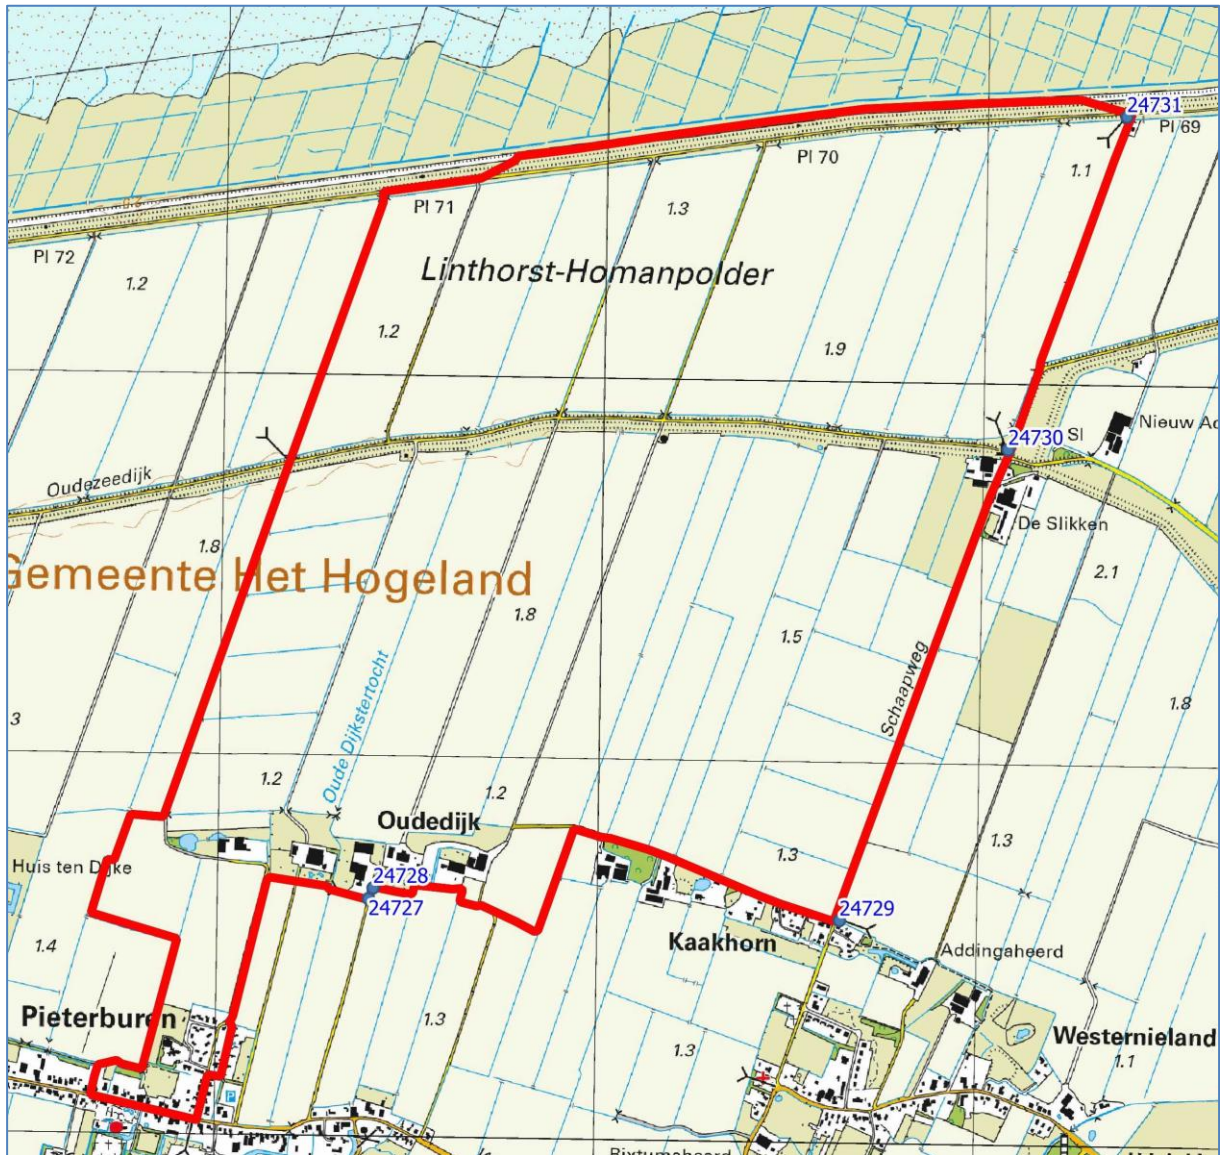 24731
Pl 69
Pl 70
1.1
Pl 71
1.3
Pl 72
Linthorst-Homanpolder
1.2
1.2
1.9
Nieuw Ac
24730
Sl
Oudezeedijk
De Slikken
1.8
Gemeente Het Hogeland
2.1
1.8
1.5
Schaapweg
Oude Dijkstertocht
1.8
3
1.2
1.2
Oudedijk
1.3
1.3
Huis ten Dijke
24728
24727
24729
Kaakhorn
Addingaheerd
1.4
Pieterburen
1.3
1.3
Westernieland
1.1
P